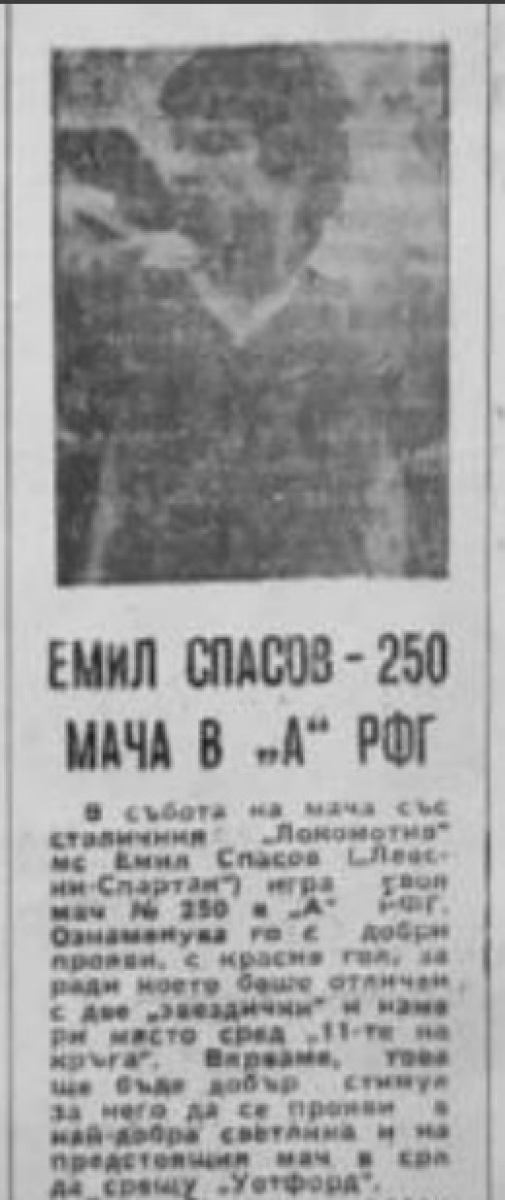 ЕМИЛ СПАСОВ - 250
МАЧА В „А“ РФГ
В събота на мача със
столичния „Локомотив“
мс Емил Спасов („Левс-
ки-Спартак“) игра своя
мач № 250 в „А“ РФГ.
Ознаменува го с добри
прояви, с красив гол, за
ради което беше отличен
с две „звездички“ и наме
ри място сред „11-те на
кръга“. Вярваме, това
ще бъде добър стимул
за него да се прояви в
най-добра светлина и на
предстоящия мач в сря
да срещу „Уотфорд“.